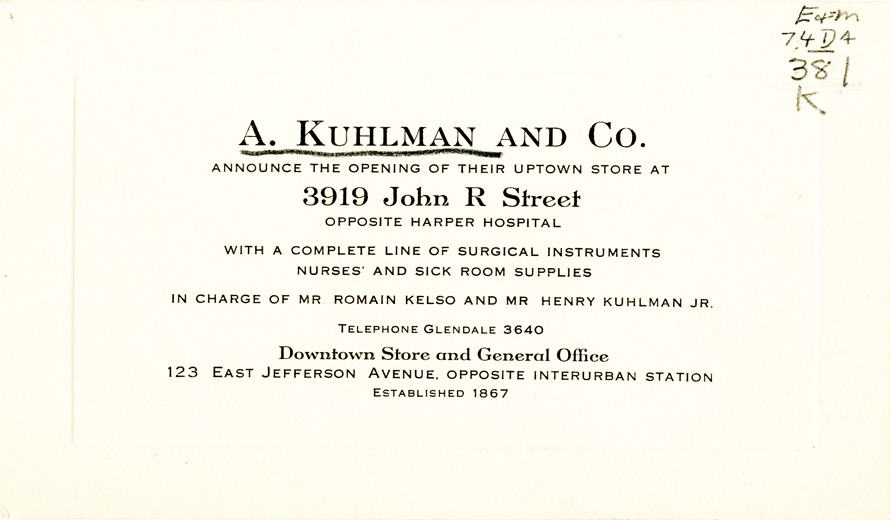 E&M
74D4
381
K
A. KUHLMAN AND CO.
ANNOUNCE THE OPENING OF THEIR UPTOWN STORE AT
3919 John R Street
OPPOSITE HARPER HOSPITAL
WITH A COMPLETE LINE OF SURGICAL INSTRUMENTS
NURSES' AND SICK ROOM SUPPLIES
IN CHARGE OF MR ROMAIN KELSO AND MR HENRY KUHLMAN JR.
TELEPHONE GLENDALE 3640
Downtown Store and General Office
123 EAST JEFFERSON AVENUE, OPPOSITE INTERURBAN STATION
ESTABLISHED 1867